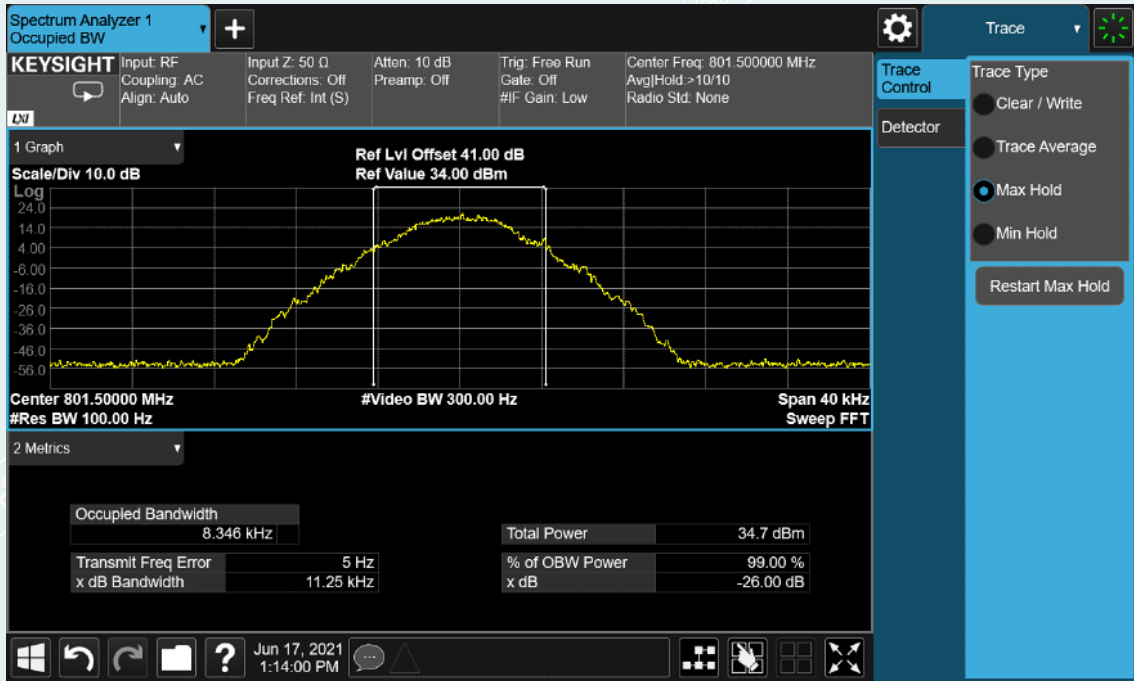 Spectrum Analyzer 1
Occupied BW
+
Trace
KEYSIGHT
LXI
Input: RF
Coupling: AC
Align: Auto
Input Z: 50 Ω
Corrections: Off
Freq Ref: Int (S)
Atten: 10 dB
Preamp: Off
Trig: Free Run
Gate: Off
#IF Gain: Low
Center Freq: 801.500000 MHz
Avg|Hold:>10/10
Radio Std: None
Trace Control
Detector
Trace Type
Clear / Write
Trace Average
Max Hold
Min Hold
Restart Max Hold
1 Graph
Scale/Div 10.0 dB
Ref Lvl Offset 41.00 dB
Ref Value 34.00 dBm
Log
24.0
14.0
4.00
-6.00
-16.0
-26.0
-36.0
-46.0
-56.0
Center 801.50000 MHz
#Video BW 300.00 Hz
Span 40 kHz
#Res BW 100.00 Hz
Sweep FFT
2 Metrics
Occupied Bandwidth
8.346 kHz
Total Power 34.7 dBm
Transmit Freq Error 5 Hz
% of OBW Power 99.00 %
x dB Bandwidth 11.25 kHz
x dB -26.00 dB
?
Jun 17, 2021
1:14:00 PM